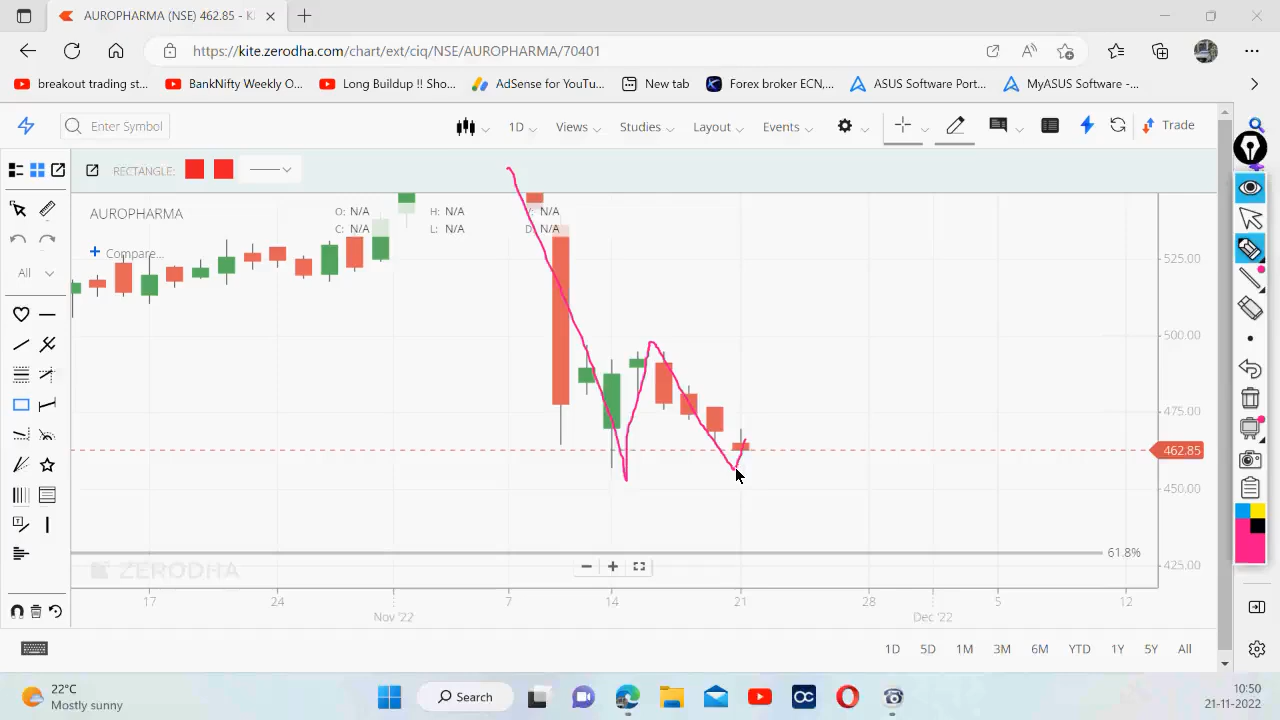 AUROPHARMA (NSE) 462.85 - K
https://kite.zerodha.com/chart/ext/ciq/NSE/AUROPHARMA/70401
breakout trading st... BankNifty Weekly O... Long Buildup !! Sho... AdSense for YouTu... New tab Forex broker ECN,... ASUS Software Port... MyASUS Software -...
Enter Symbol 1D Views Studies Layout Events Trade
RECTANGLE:
AUROPHARMA O: N/A H: N/A V: N/A
C: N/A L: N/A D: N/A
Compare...
All
525.00
500.00
475.00
462.85
450.00
61.8%
425.00
ZERODHA
17 24 7 14 21 28 5 12
Nov '22 Dec '22
1D 5D 1M 3M 6M YTD 1Y 5Y All
22°C
Mostly sunny
Search
10:50
21-11-2022